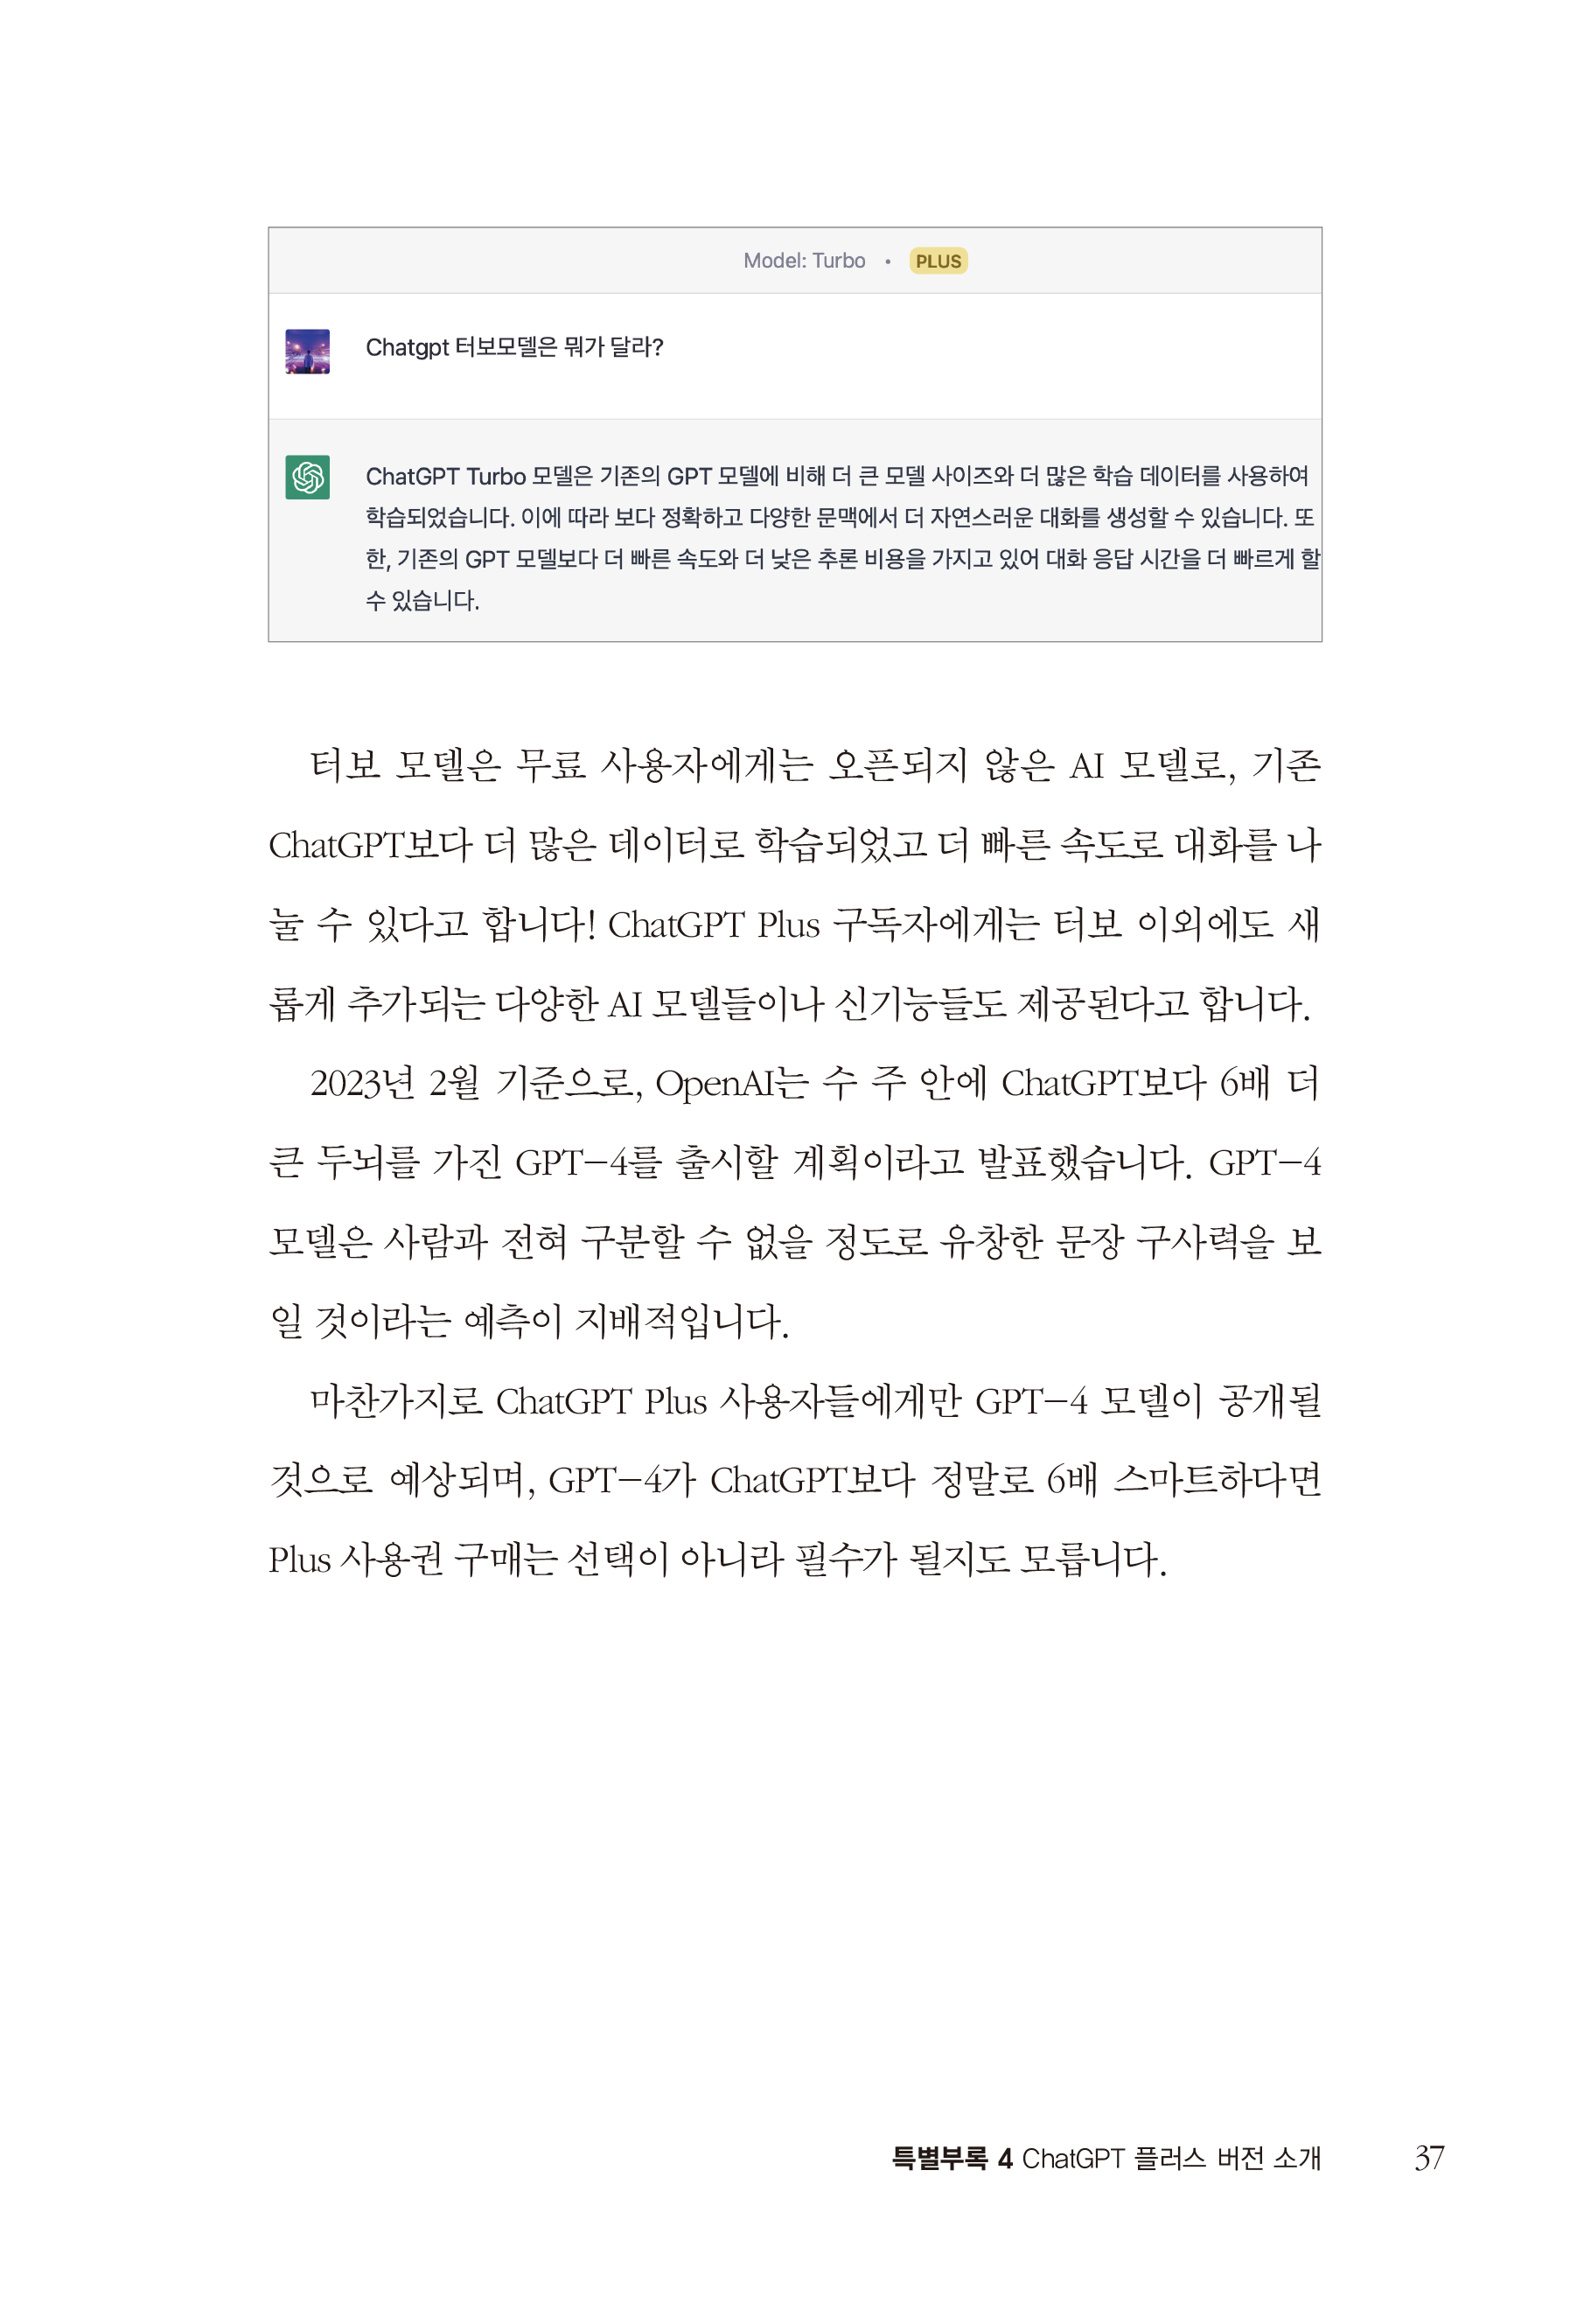 Model: Turbo • PLUS
Chatgpt 터보모델은 뭐가 달라?
ChatGPT Turbo 모델은 기존의 GPT 모델에 비해 더 큰 모델 사이즈와 더 많은 학습 데이터를 사용하여
학습되었습니다. 이에 따라 보다 정확하고 다양한 문맥에서 더 자연스러운 대화를 생성할 수 있습니다. 또
한, 기존의 GPT 모델보다 더 빠른 속도와 더 낮은 추론 비용을 가지고 있어 대화 응답 시간을 더 빠르게 할
수 있습니다.
터보 모델은 무료 사용자에게는 오픈되지 않은 AI 모델로, 기존
ChatGPT보다 더 많은 데이터로 학습되었고 더 빠른 속도로 대화를 나
눌 수 있다고 합니다! ChatGPT Plus 구독자에게는 터보 이외에도 새
롭게 추가되는 다양한 AI 모델들이나 신기능들도 제공된다고 합니다.
2023년 2월 기준으로, OpenAI는 수 주 안에 ChatGPT보다 6배 더
큰 두뇌를 가진 GPT–4를 출시할 계획이라고 발표했습니다. GPT–4
모델은 사람과 전혀 구분할 수 없을 정도로 유창한 문장 구사력을 보
일 것이라는 예측이 지배적입니다.
마찬가지로 ChatGPT Plus 사용자들에게만 GPT–4 모델이 공개될
것으로 예상되며, GPT–4가 ChatGPT보다 정말로 6배 스마트하다면
Plus 사용권 구매는 선택이 아니라 필수가 될지도 모릅니다.
특별부록 4 ChatGPT 플러스 버전 소개 37